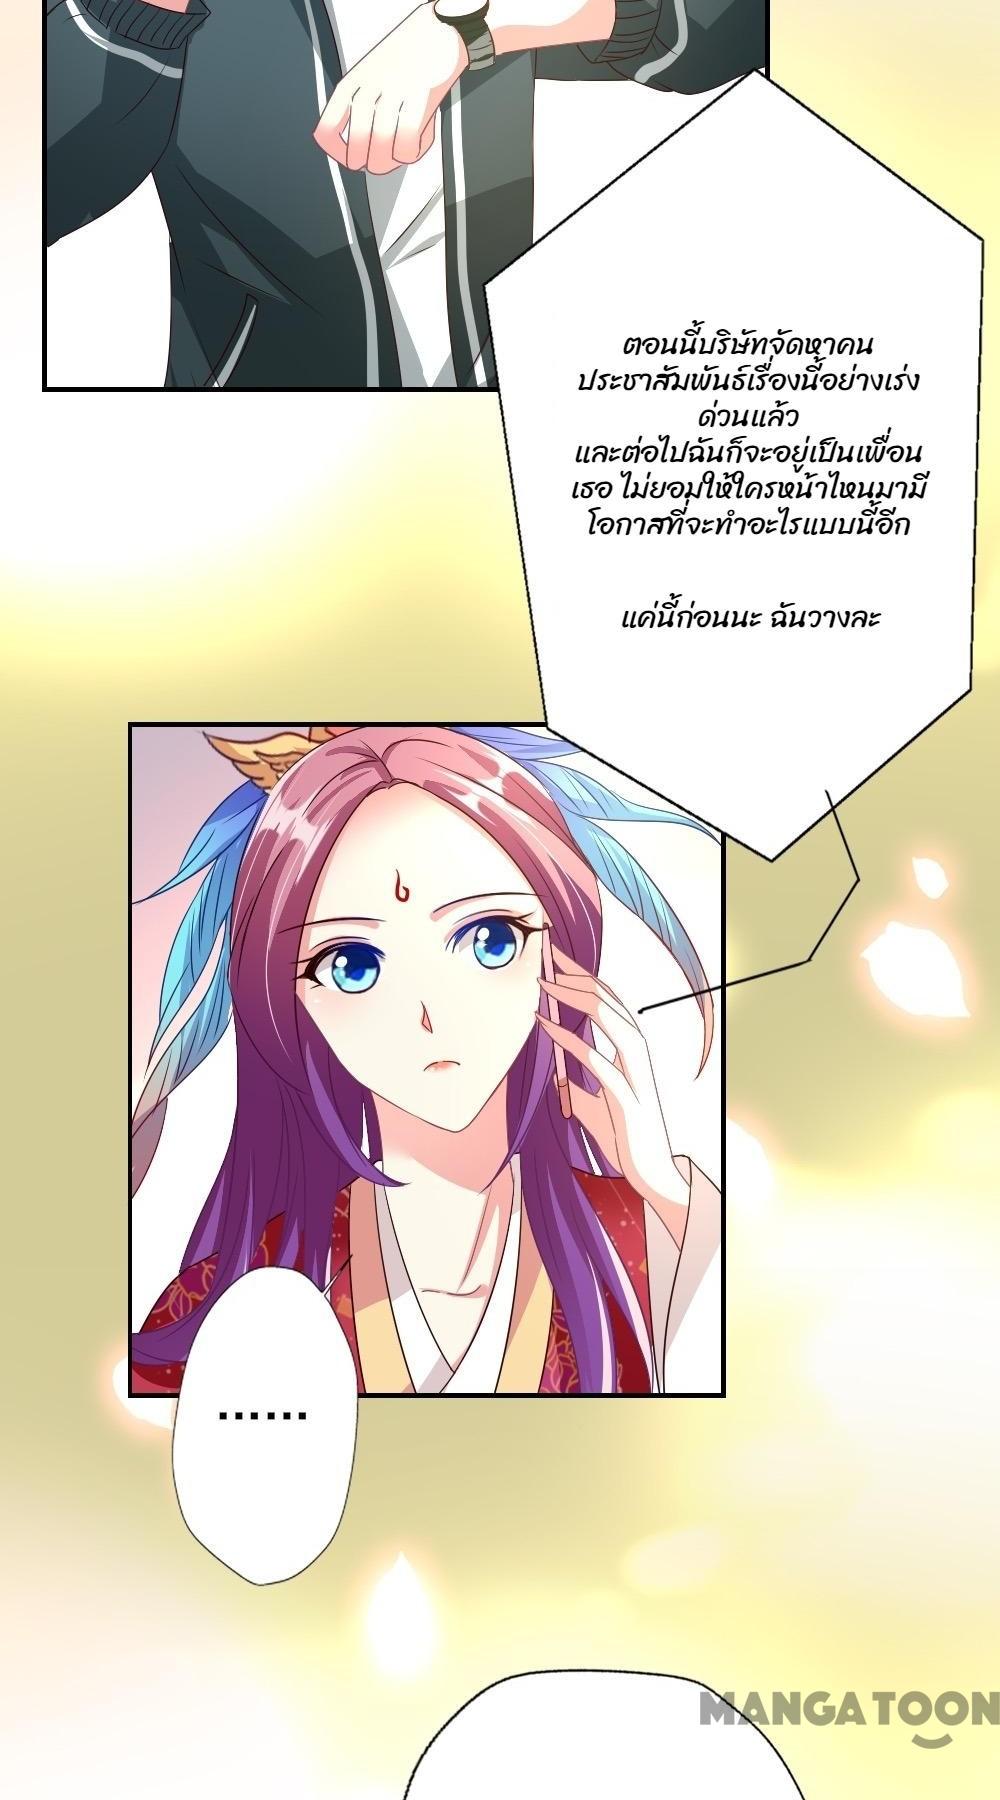 ตอนนี้บริษัทจัดหาคน
ประชาสัมพันธ์เรื่องนี้อย่างเร่ง
ด่วนแล้ว
และต่อไปฉันก็จะอยู่เป็นเพื่อน
เธอ ไม่ยอมให้ใครหน้าไหนมามี
โอกาสที่จะทำอะไรแบบนี้อีก
แค่นี้ก่อนนะ ฉันวางละ
......
MANGATOON